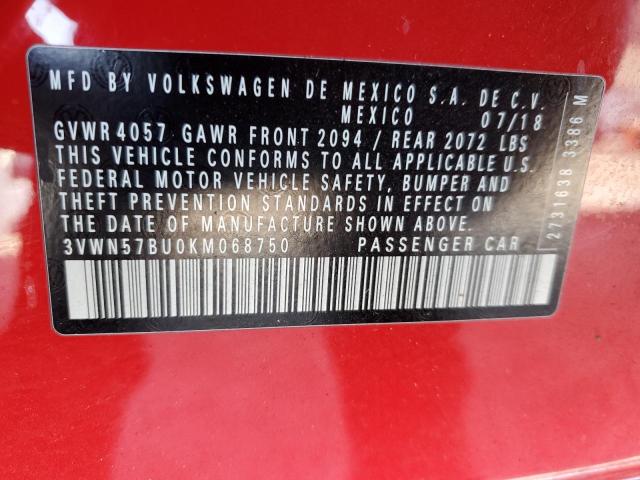 MFD BY VOLKSWAGEN DE MEXICO S.A. DE C.V.
MEXICO 07/18
GVWR 4057 GAWR FRONT 2094 / REAR 2072 LBS
THIS VEHICLE CONFORMS TO ALL APPLICABLE U.S.
FEDERAL MOTOR VEHICLE SAFETY, BUMPER AND
THEFT PREVENTION STANDARDS IN EFFECT ON
THE DATE OF MANUFACTURE SHOWN ABOVE.
3VWN57BU0KM068750 PASSENGER CAR
2731638 3386 M